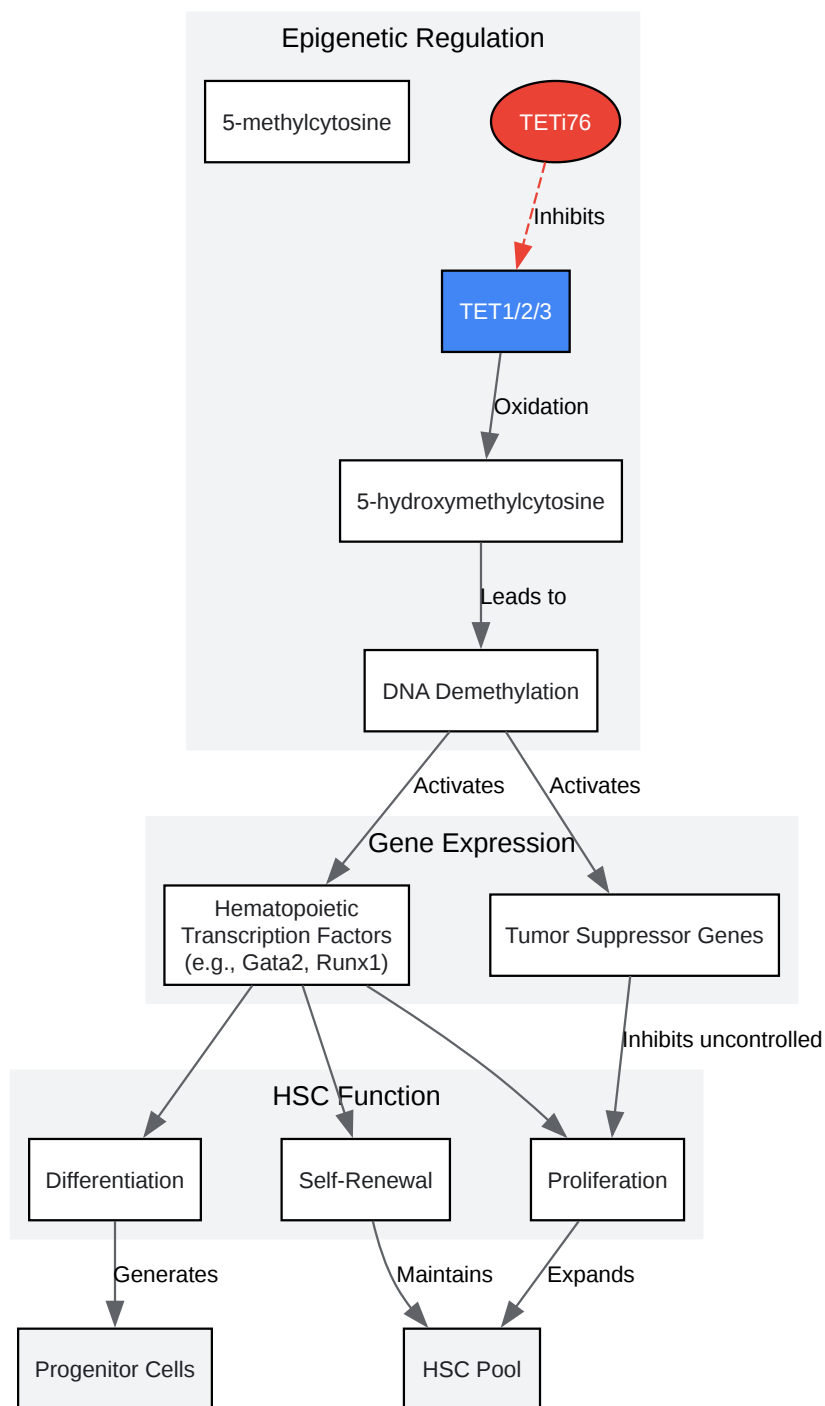 Epigenetic Regulation
5-methylcytosine
TETi76
Inhibits
TET1/2/3
Oxidation
5-hydroxymethylcytosine
Leads to
DNA Demethylation
Activates
Activates
Gene Expression
Hematopoietic
Transcription Factors
(e.g., Gata2, Runx1)
Tumor Suppressor Genes
Inhibits uncontrolled
HSC Function
Differentiation
Self-Renewal
Proliferation
Generates
Maintains
Expands
Progenitor Cells
HSC Pool